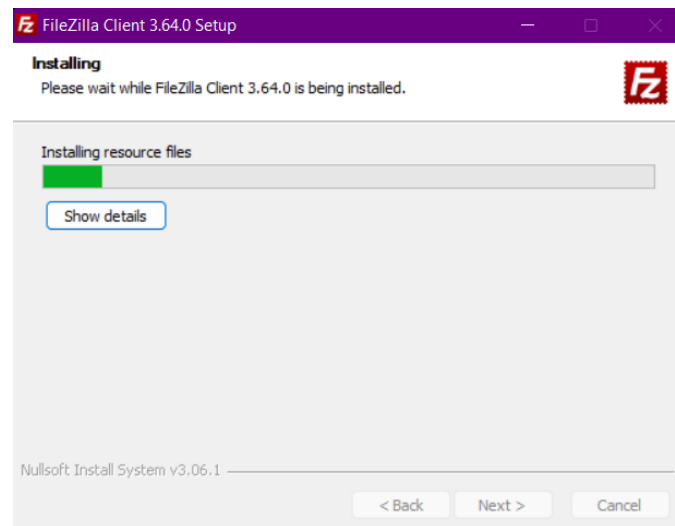 FileZilla Client 3.64.0 Setup
Installing
Please wait while FileZilla Client 3.64.0 is being installed.
Fz
Installing resource files
Show details
Nullsoft Install System v3.06.1
< Back Next > Cancel